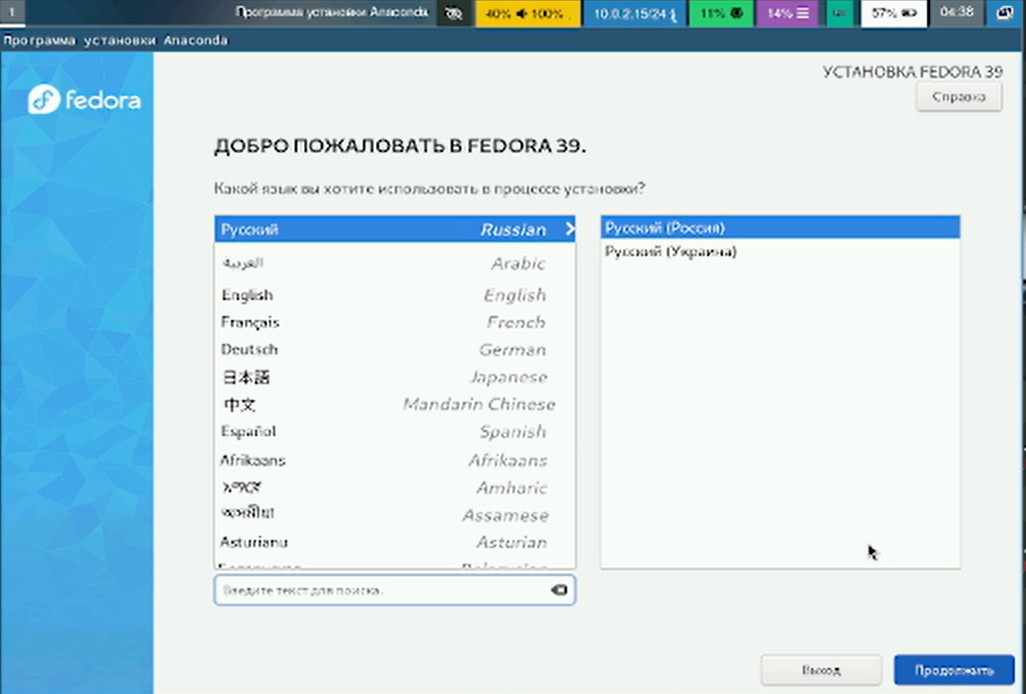 1 Программа установки Anaconda 40% 100% 10.0.2.15/24 11% 14% 57% 04:38
Программа установки Anaconda
fedora
УСТАНОВКА FEDORA 39
Справка
ДОБРО ПОЖАЛОВАТЬ В FEDORA 39.
Какой язык вы хотите использовать в процессе установки?
Русский Russian
العربية Arabic
English English
Français French
Deutsch German
日本語 Japanese
中文 Mandarin Chinese
Español Spanish
Afrikaans Afrikaans
አማርኛ Amharic
অসমীয়া Assamese
Asturianu Asturian
Русский (Россия)
Русский (Украина)
Введите текст для поиска.
Выход
Продолжить